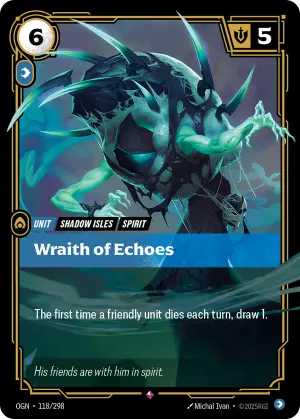 6
5
UNIT SHADOW ISLES SPIRIT
Wraith of Echoes
The first time a friendly unit dies each turn, draw 1.
His friends are with him in spirit.
OGN • 118/298 Michal Ivan • ©2025RGI